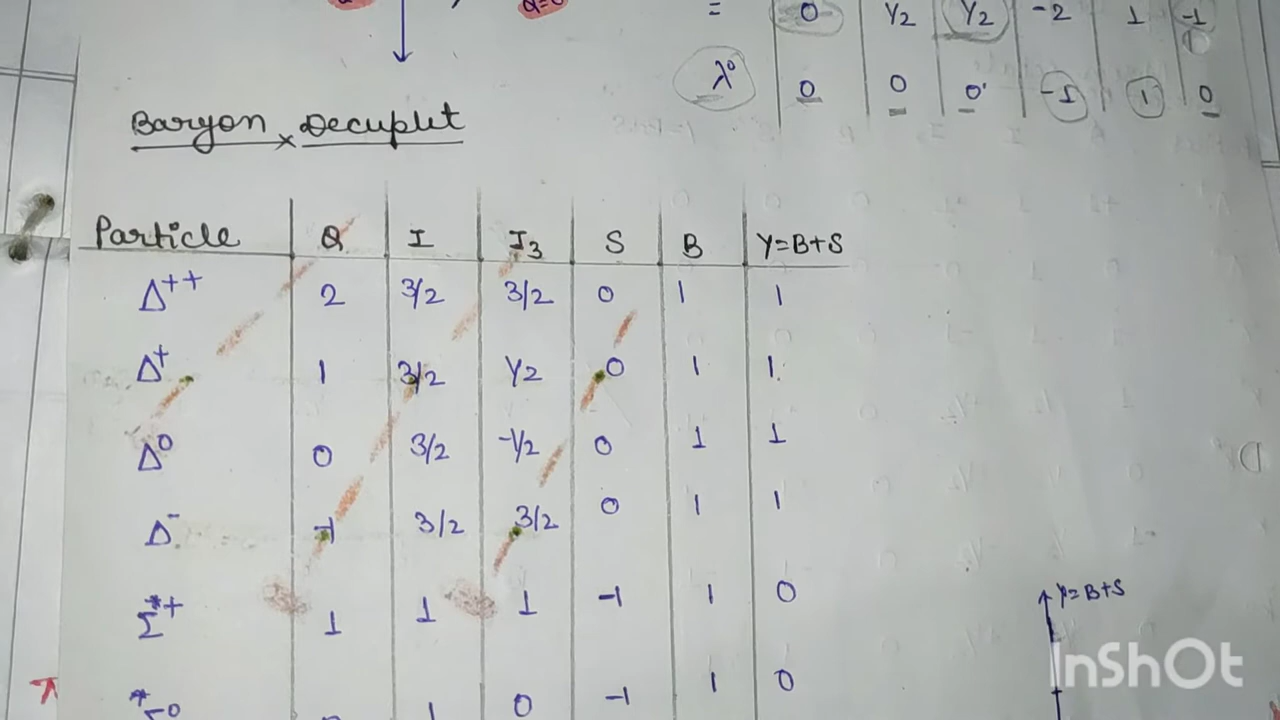 Q=0
= 0 1/2 1/2 -2 1 -1
λ⁰ 0 0 0 -1 1 0
Baryon x Decuplet
Particle Q I I₃ S B Y=B+S
Δ⁺⁺ 2 3/2 3/2 0 1 1
Δ⁺ 1 3/2 1/2 0 1 1
Δ⁰ 0 3/2 -1/2 0 1 1
Δ⁻ -1 3/2 3/2 0 1 1
Σ*⁺ 1 1 1 -1 1 0
*Σ⁰ 1 0 -1 1 0
Y=B+S
InShOt